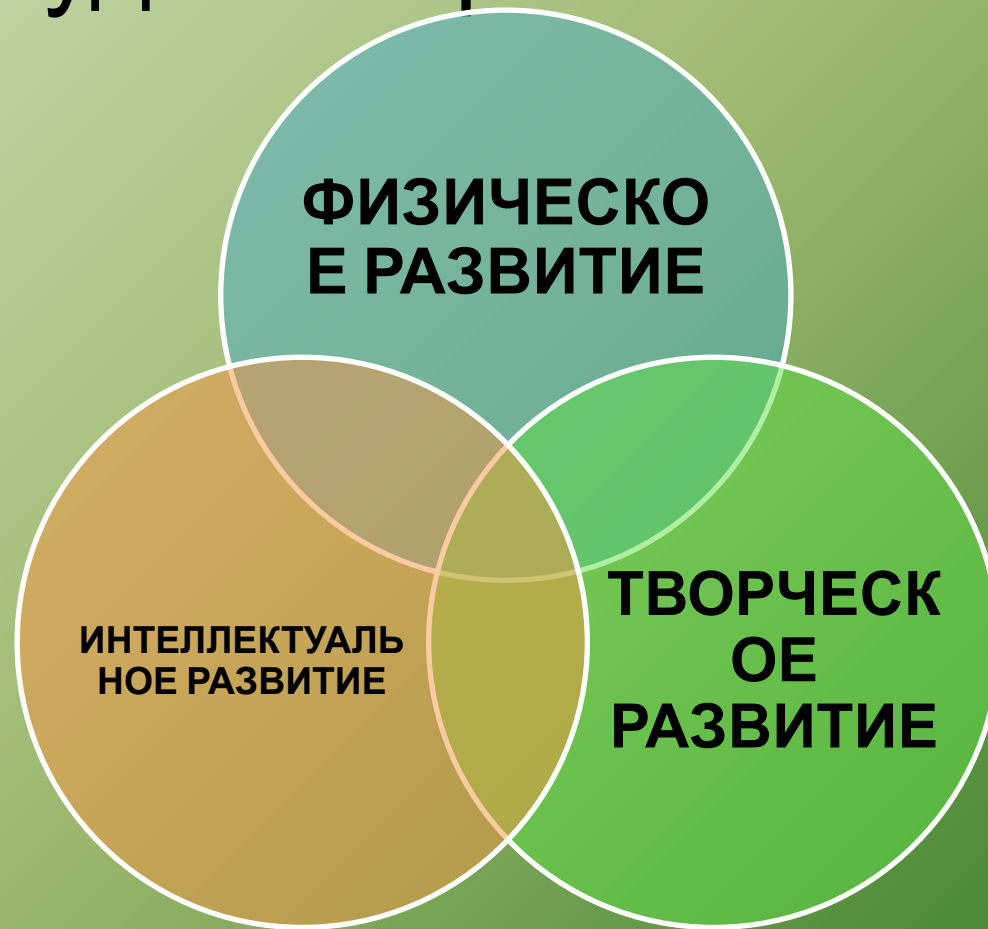 ФИЗИЧЕСКО
Е РАЗВИТИЕ
ИНТЕЛЛЕКТУАЛЬ
НОЕ РАЗВИТИЕ
ТВОРЧЕСК
ОЕ
РАЗВИТИЕ